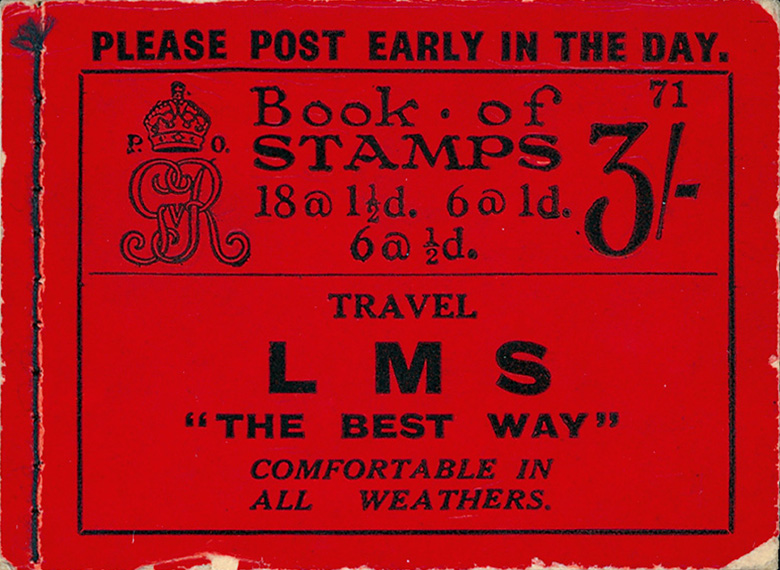 PLEASE POST EARLY IN THE DAY.
71
P. O.
GvR
Book · of
STAMPS
3/-
18@ 1½d. 6@ 1d.
6@ ½d.
TRAVEL
L M S
"THE BEST WAY"
COMFORTABLE IN
ALL WEATHERS.